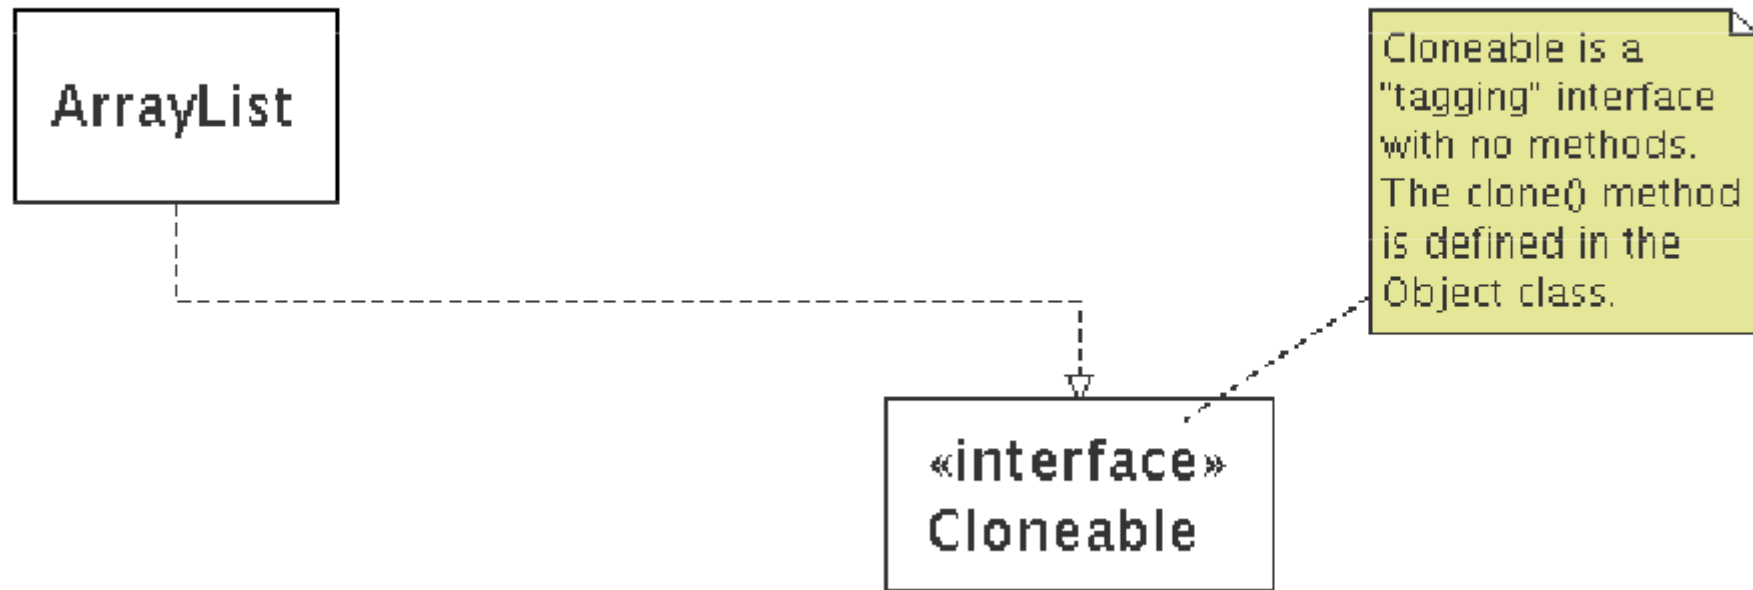 ArrayList
Cloneable is a
"tagging" interface
with no methods.
The clone() method
is defined in the
Object class.
«interface»
Cloneable